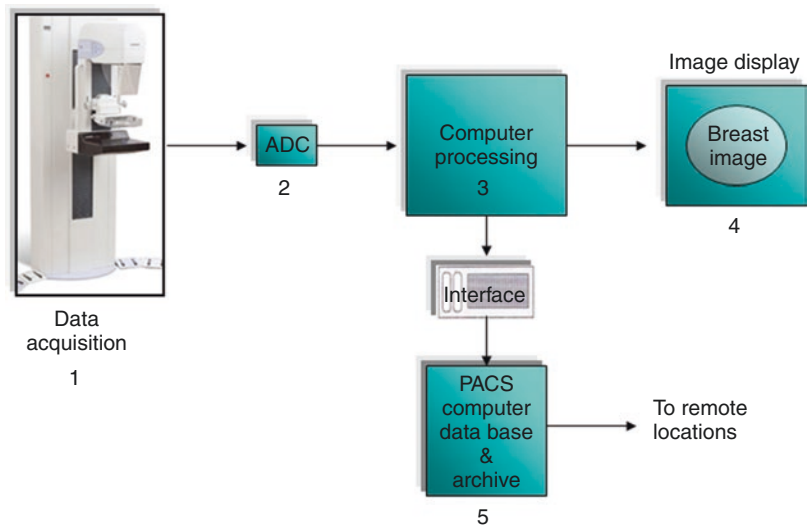 Data
acquisition
1
ADC
2
Computer
processing
3
Image display
Breast
image
4
Interface
PACS
computer
data base
&
archive
5
To remote
locations